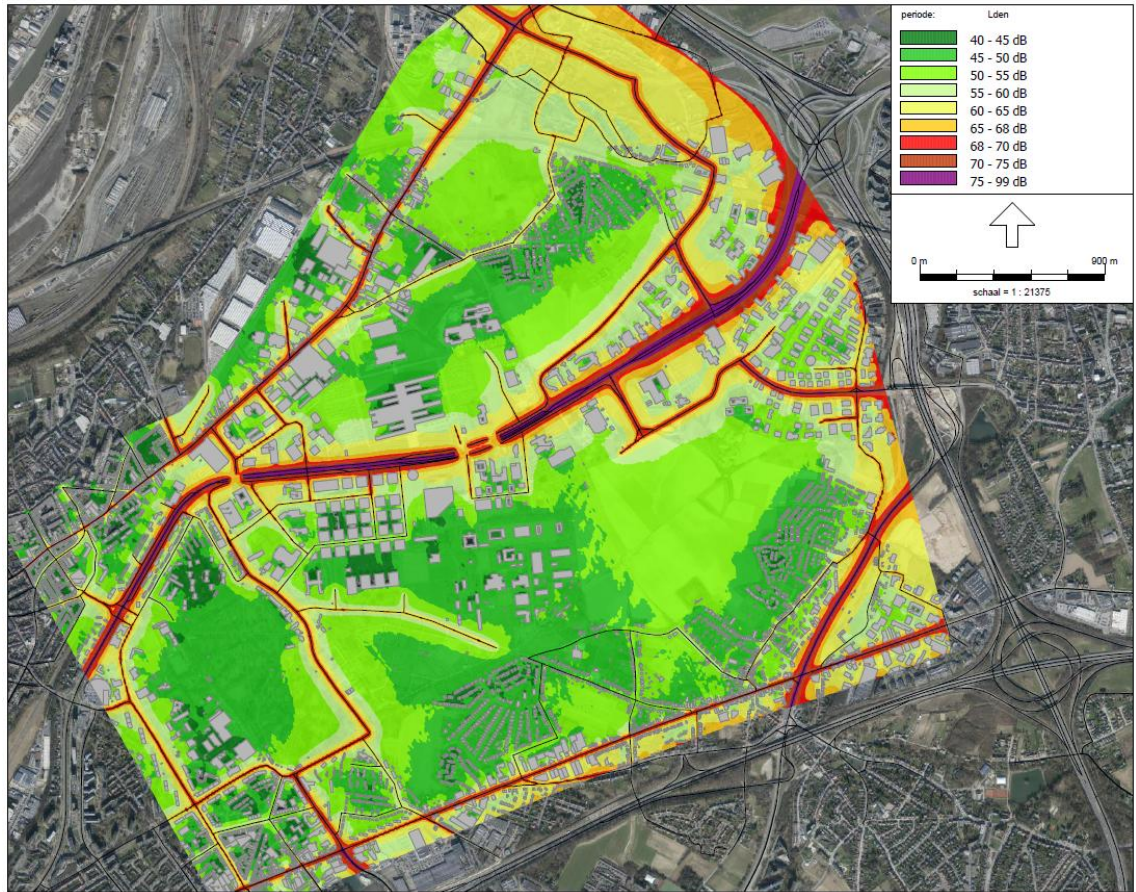 periode: Lden
40 - 45 dB
45 - 50 dB
50 - 55 dB
55 - 60 dB
60 - 65 dB
65 - 68 dB
68 - 70 dB
70 - 75 dB
75 - 99 dB
0 m 900 m
schaal = 1 : 21375